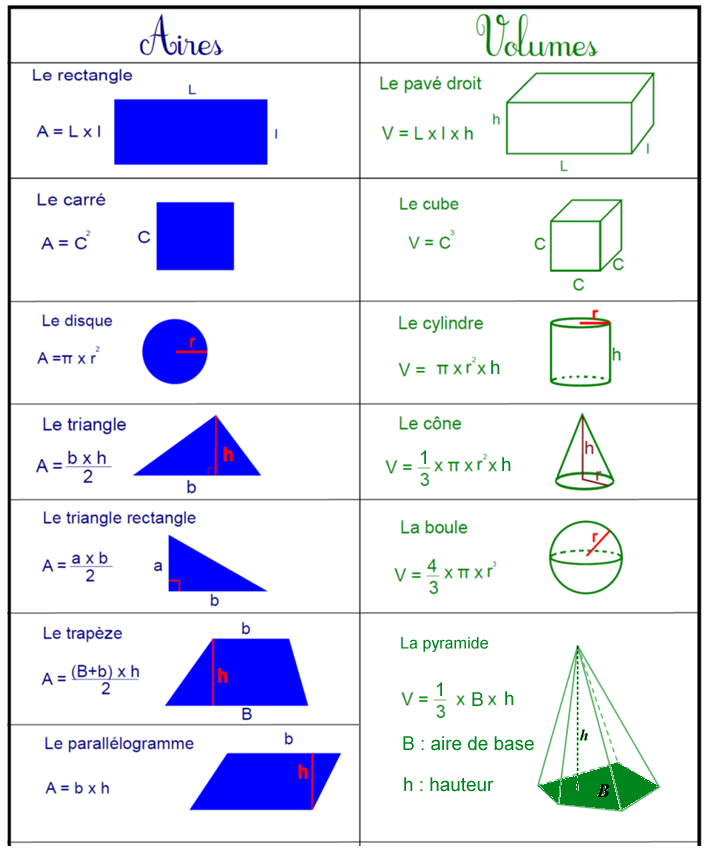 Aires
Le rectangle
L
A = L x l
l
Le carré
A = C²
C
Le disque
A =π x r²
r
Le triangle
A = b x h
2
h
b
Le triangle rectangle
A = a x b
2
a
b
Le trapèze
b
A = (B+b) x h
2
h
B
Le parallélogramme
b
A = b x h
h
Volumes
Le pavé droit
V = L x l x h
h
L
l
Le cube
V = C³
C
C
C
Le cylindre
V = π x r² x h
r
h
Le cône
V = 1 x π x r² x h
3
h
r
La boule
V = 4 x π x r³
3
r
La pyramide
V = 1 x B x h
3
B : aire de base
h : hauteur
h
B